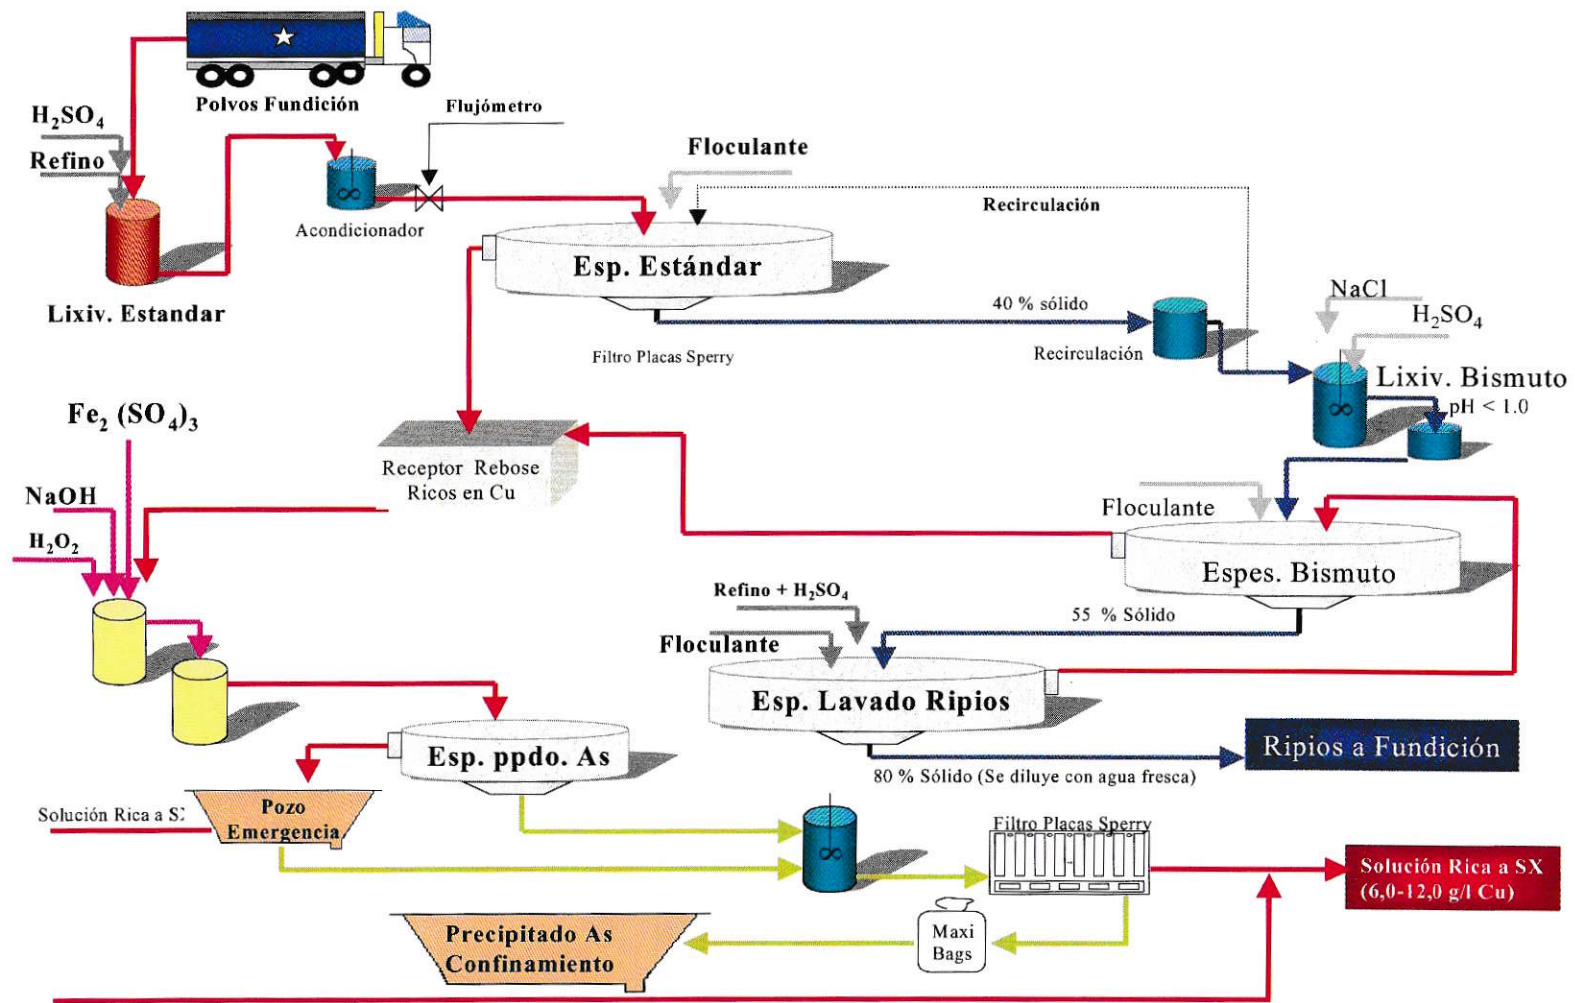 Polvos Fundición
H₂SO₄
Refino
Flujómetro
Floculante
Acondicionador
Recirculación
Esp. Estándar
Lixiv. Estandar
40 % sólido
NaCl
H₂SO₄
Filtro Placas Sperry
Recirculación
Lixiv. Bismuto
pH < 1.0
Fe₂ (SO₄)₃
Receptor Rebose
Ricos en Cu
NaOH
H₂O₂
Floculante
Espes. Bismuto
Refino + H₂SO₄
55 % Sólido
Floculante
Esp. Lavado Ripios
Esp. ppdo. As
Ripios a Fundición
80 % Sólido (Se diluye con agua fresca)
Solución Rica a S
Pozo
Emergencia
Filtro Placas Sperry
Solución Rica a SX
(6,0-12,0 g/l Cu)
Precipitado As
Confinamiento
Maxi
Bags